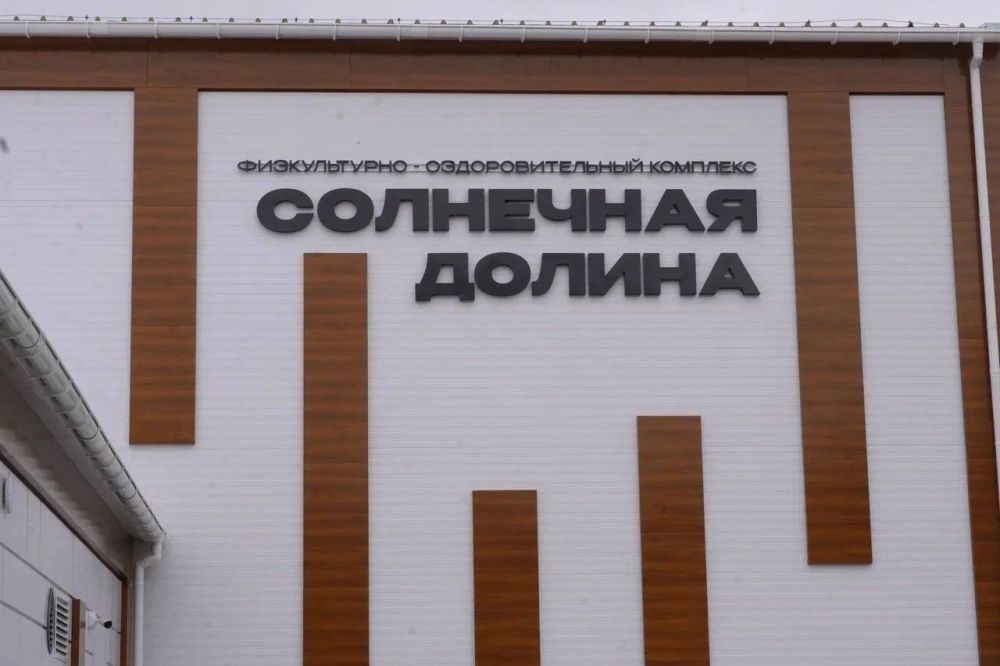 ФИЗКУЛЬТУРНО - ОЗДОРОВИТЕЛЬНЫЙ КОМПЛЕКС
СОЛНЕЧНАЯ
ДОЛИНА